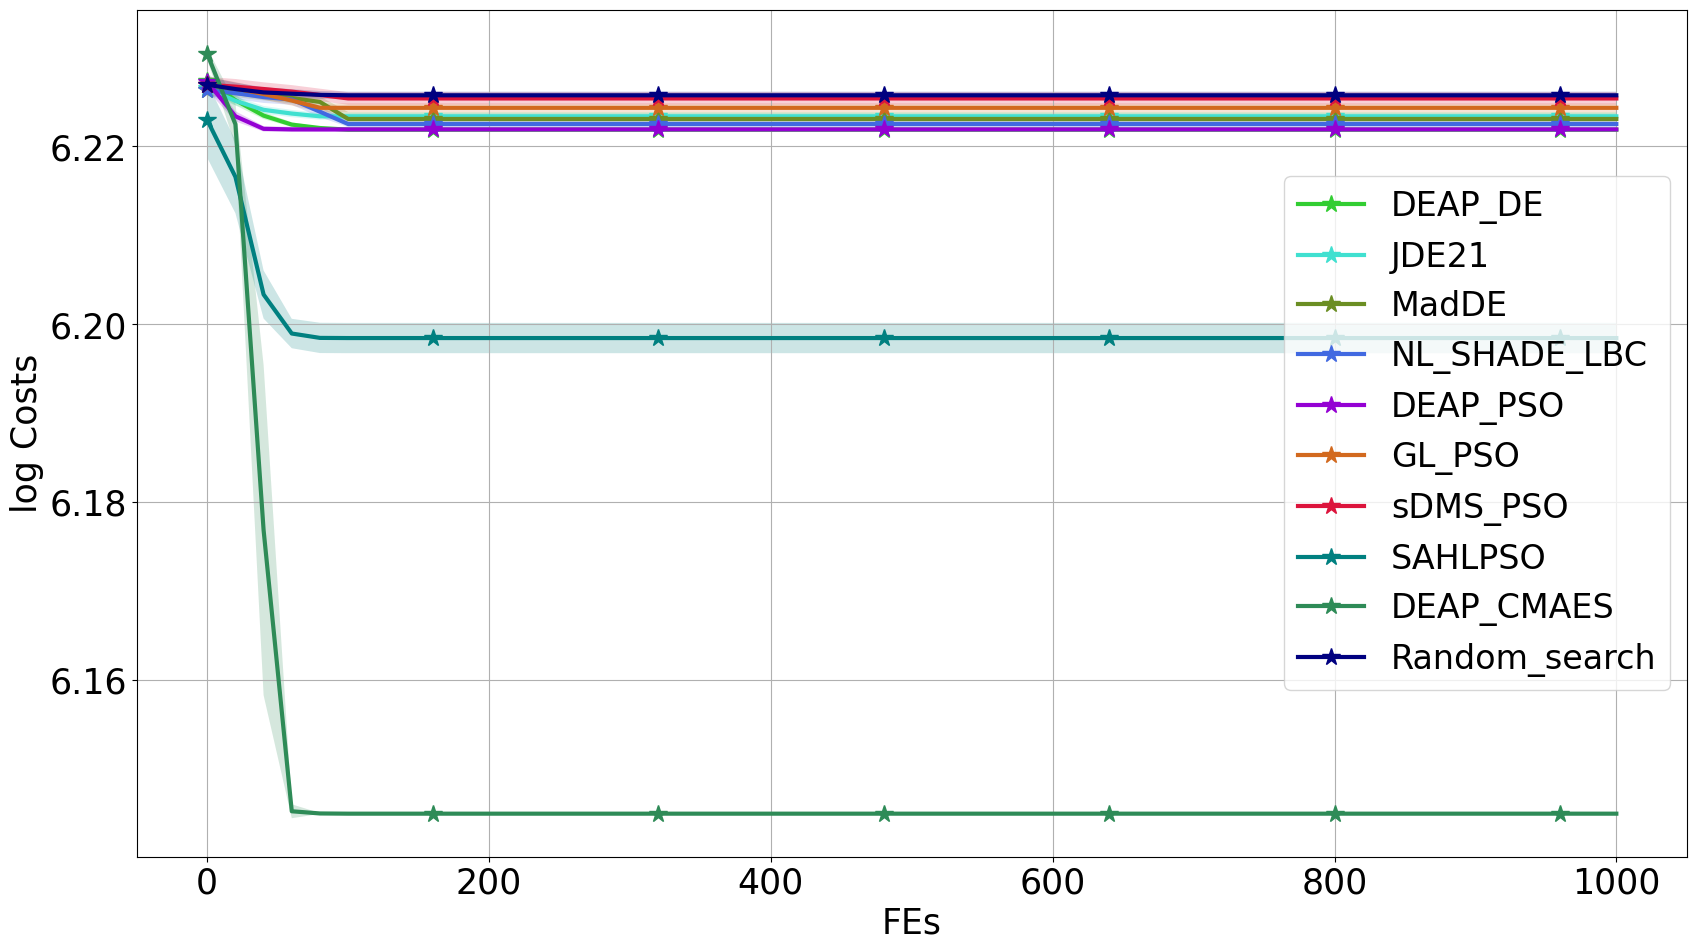 log Costs
6.22
6.20
6.18
6.16
0 200 400 600 800 1000
FEs
DEAP_DE
JDE21
MadDE
NL_SHADE_LBC
DEAP_PSO
GL_PSO
sDMS_PSO
SAHLPSO
DEAP_CMAES
Random_search